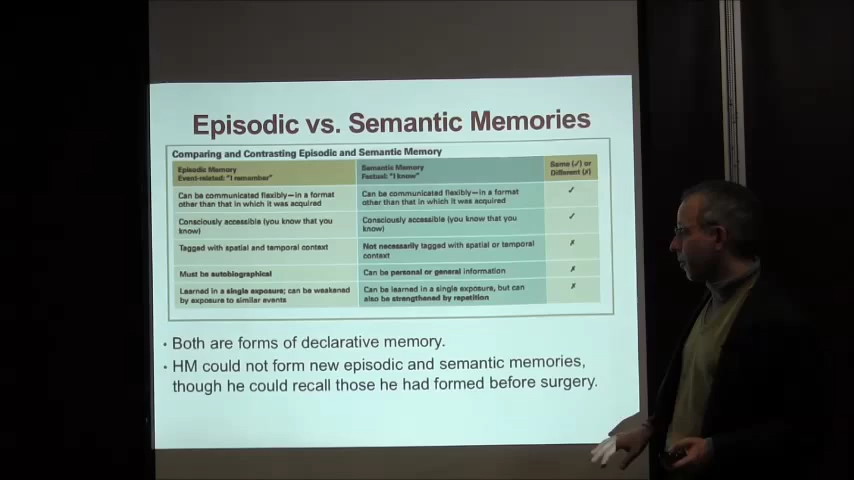 Episodic vs. Semantic Memories
Comparing and Contrasting Episodic and Semantic Memory
Episodic Memory
Event-related: "I remember"
Semantic Memory
Factual: "I know"
Same (✓) or
Different (✗)
Can be communicated flexibly—in a format
other than that in which it was acquired
Can be communicated flexibly—in a format
other than that in which it was acquired
✓
Consciously accessible (you know that you
know)
Consciously accessible (you know that you
know)
✓
Tagged with spatial and temporal context
Not necessarily tagged with spatial or temporal
context
✗
Must be autobiographical
Can be personal or general information
✗
Learned in a single exposure; can be weakened
by exposure to similar events
Can be learned in a single exposure, but can
also be strengthened by repetition
✗
• Both are forms of declarative memory.
• HM could not form new episodic and semantic memories,
though he could recall those he had formed before surgery.